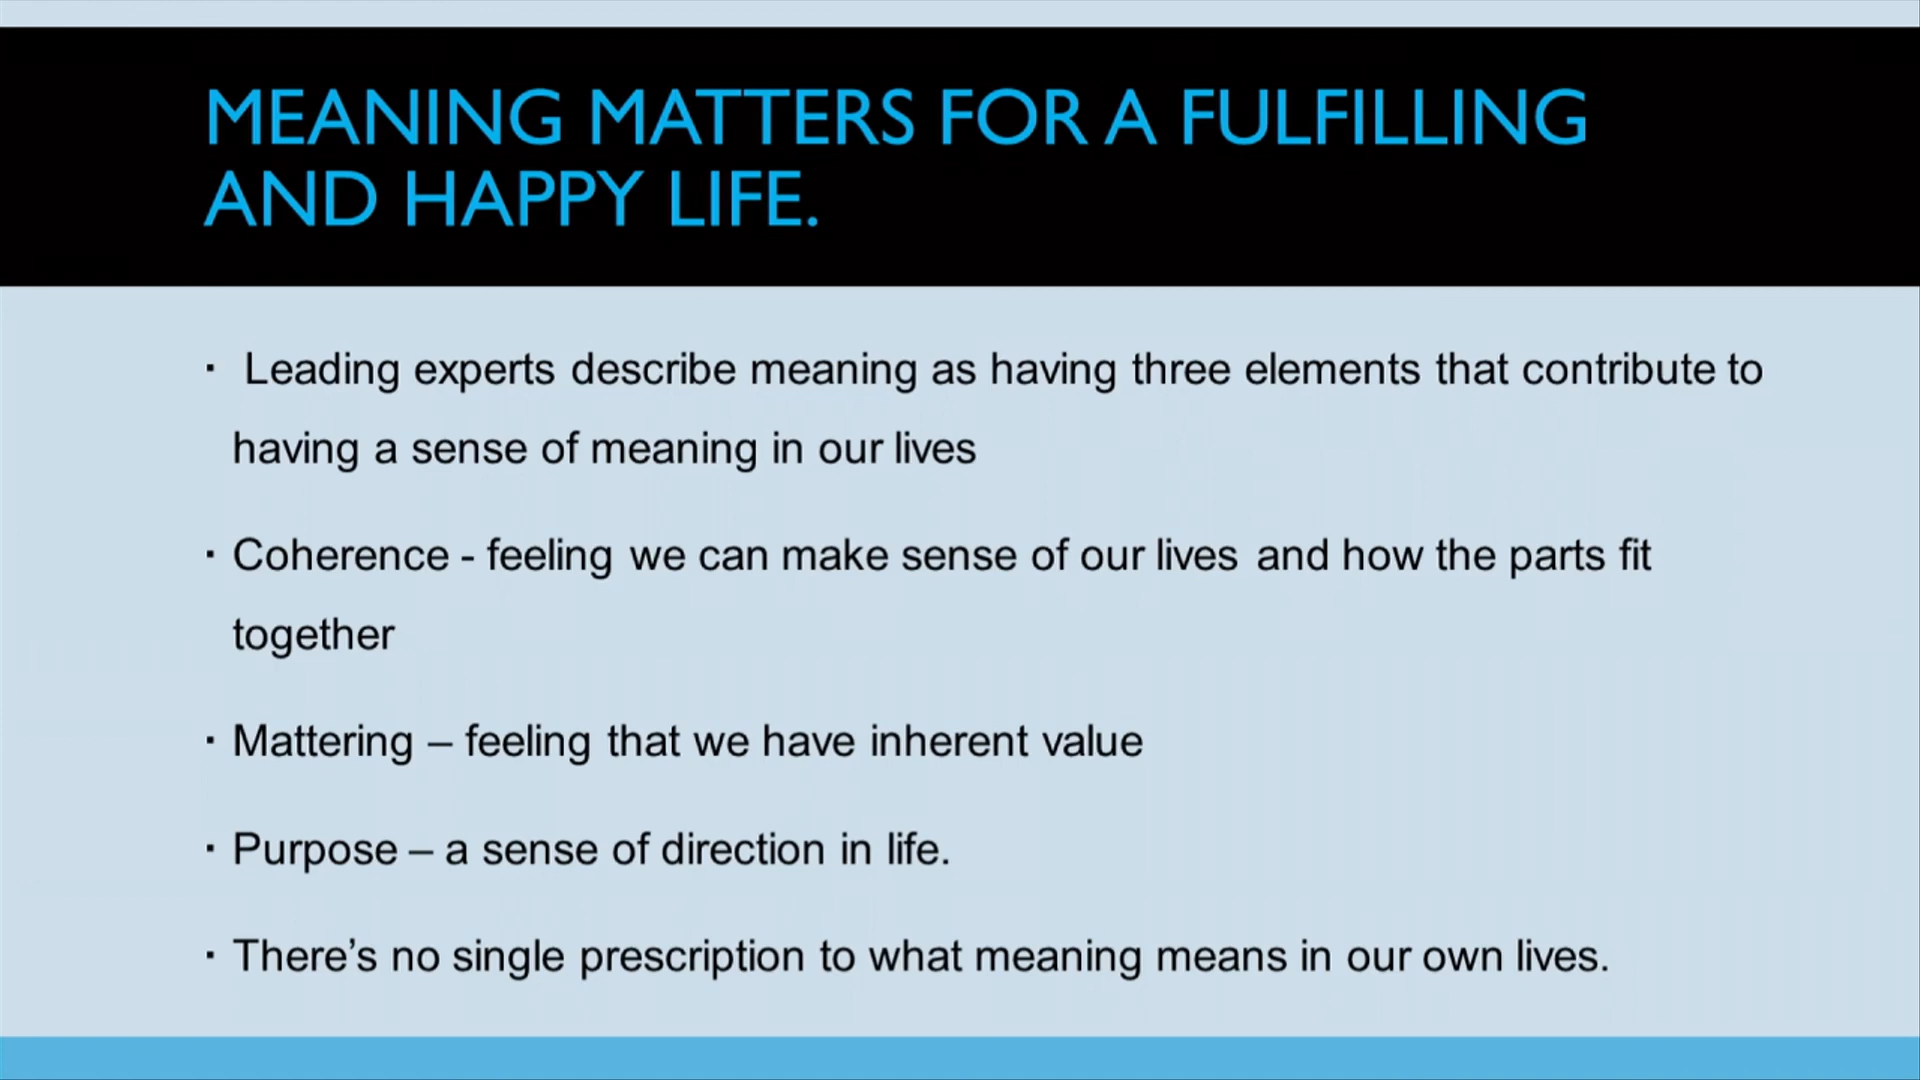 MEANING MATTERS FOR A FULFILLING
AND HAPPY LIFE.
▪ Leading experts describe meaning as having three elements that contribute to
having a sense of meaning in our lives
▪ Coherence - feeling we can make sense of our lives and how the parts fit
together
▪ Mattering – feeling that we have inherent value
▪ Purpose – a sense of direction in life.
▪ There’s no single prescription to what meaning means in our own lives.